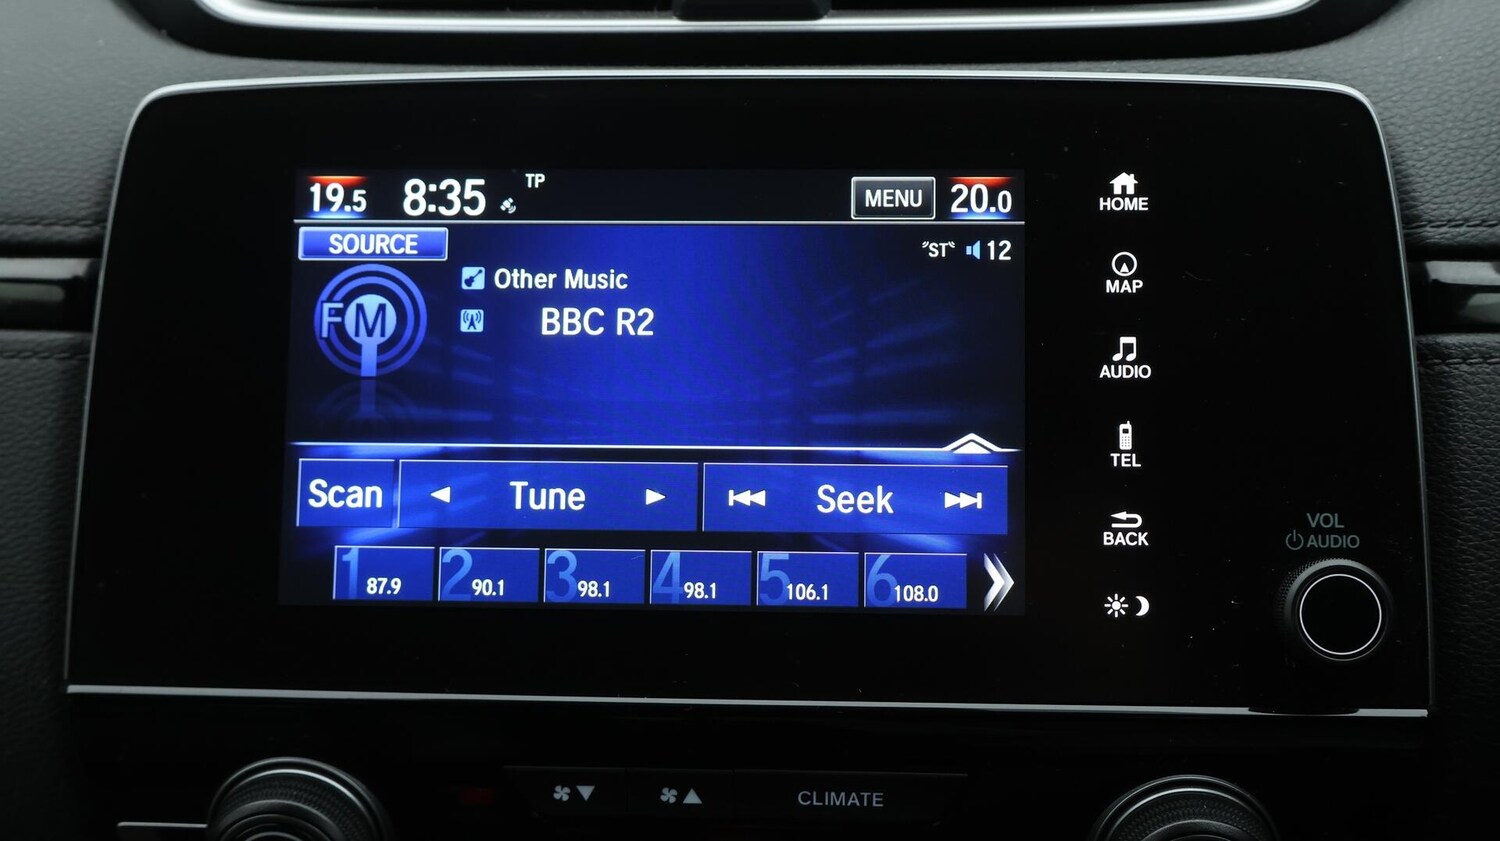 19.5 8:35 TP MENU 20.0
SOURCE "ST" 12
FM
Other Music
BBC R2
Scan Tune Seek
1 87.9 2 90.1 3 98.1 4 98.1 5 106.1 6 108.0
HOME
MAP
AUDIO
TEL
BACK
VOL
AUDIO
CLIMATE